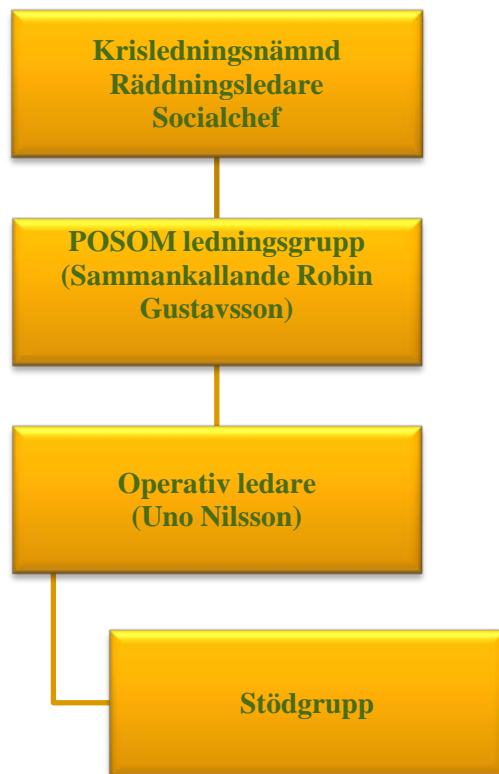 Krisledningsnämnd
Räddningsledare
Socialchef
POSOM ledningsgrupp
(Sammankallande Robin
Gustavsson)
Operativ ledare
(Uno Nilsson)
Stödgrupp